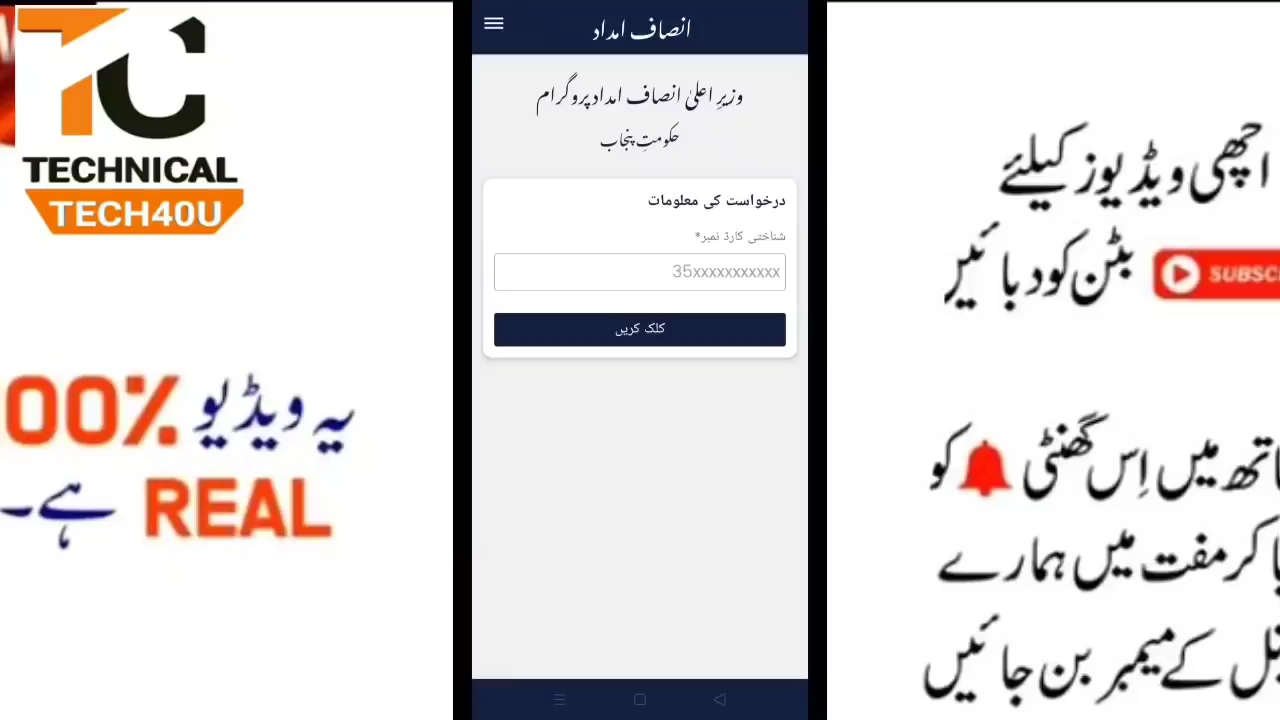 TC
TECHNICAL
TECH40U
یہ ویڈیو 00%
REAL ہے۔
انصاف امداد
وزیرِ اعلیٰ انصاف امداد پروگرام
حکومتِ پنجاب
درخواست کی معلومات
شناختی کارڈ نمبر*
35xxxxxxxxxxx
کلک کریں
اچھی ویڈیوز کیلئے
SUBSC بٹن کو دبائیں
میں اِس گھنٹی کو
کر مفت میں ہمارے
کے میمبر بن جائیں